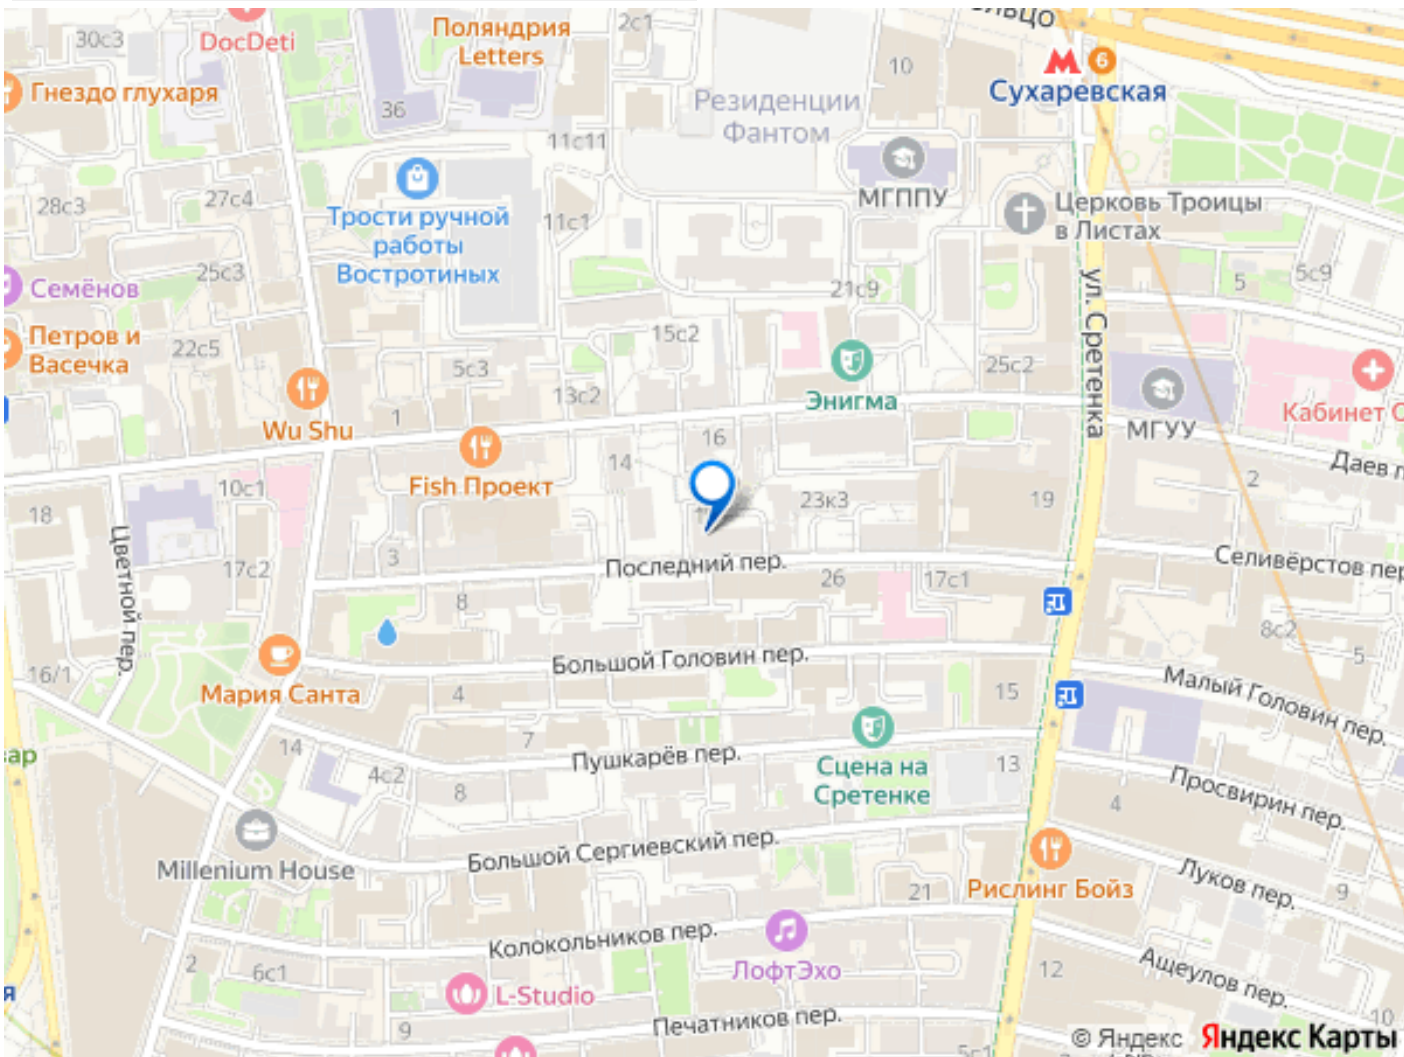 2с1
30с3
DocDeti
Поляндрия
Letters
10
6
Сухаревская
Гнездо глухаря
36
Резиденции
Фантом
11с11
МГППУ
28с3
27с4
Трости ручной
работы
Востротиных
11с1
Церковь Троицы
в Листах
25с3
Семёнов
21с9
5
5с9
ул. Сретенка
Петров и
Васечка
22с5
15с2
5с3
13с2
25с2
Энигма
1
Wu Shu
МГУУ
Кабинет С
16
14
Fish Проект
10с1
23к3
19
2
Даев п
18
Цветной пер.
3
17с2
Последний пер.
26
17с1
Селивёрстов пер
8
8с2
5
16/1
Большой Головин пер.
Мария Санта
4
15
Малый Головин пер.
14
7
Пушкарёв пер.
4с2
8
Сцена на
Сретенке
13
4
Просвирин пер.
вар
Millenium House
Большой Сергиевский пер.
21
Рислинг Бойз
Луков пер.
9
Колокольников пер.
2
6с1
ЛофтЭхо
12
Ащеулов пер.
я
L-Studio
9
Печатников пер.
5с1
10
© Яндекс Яндекс Карты